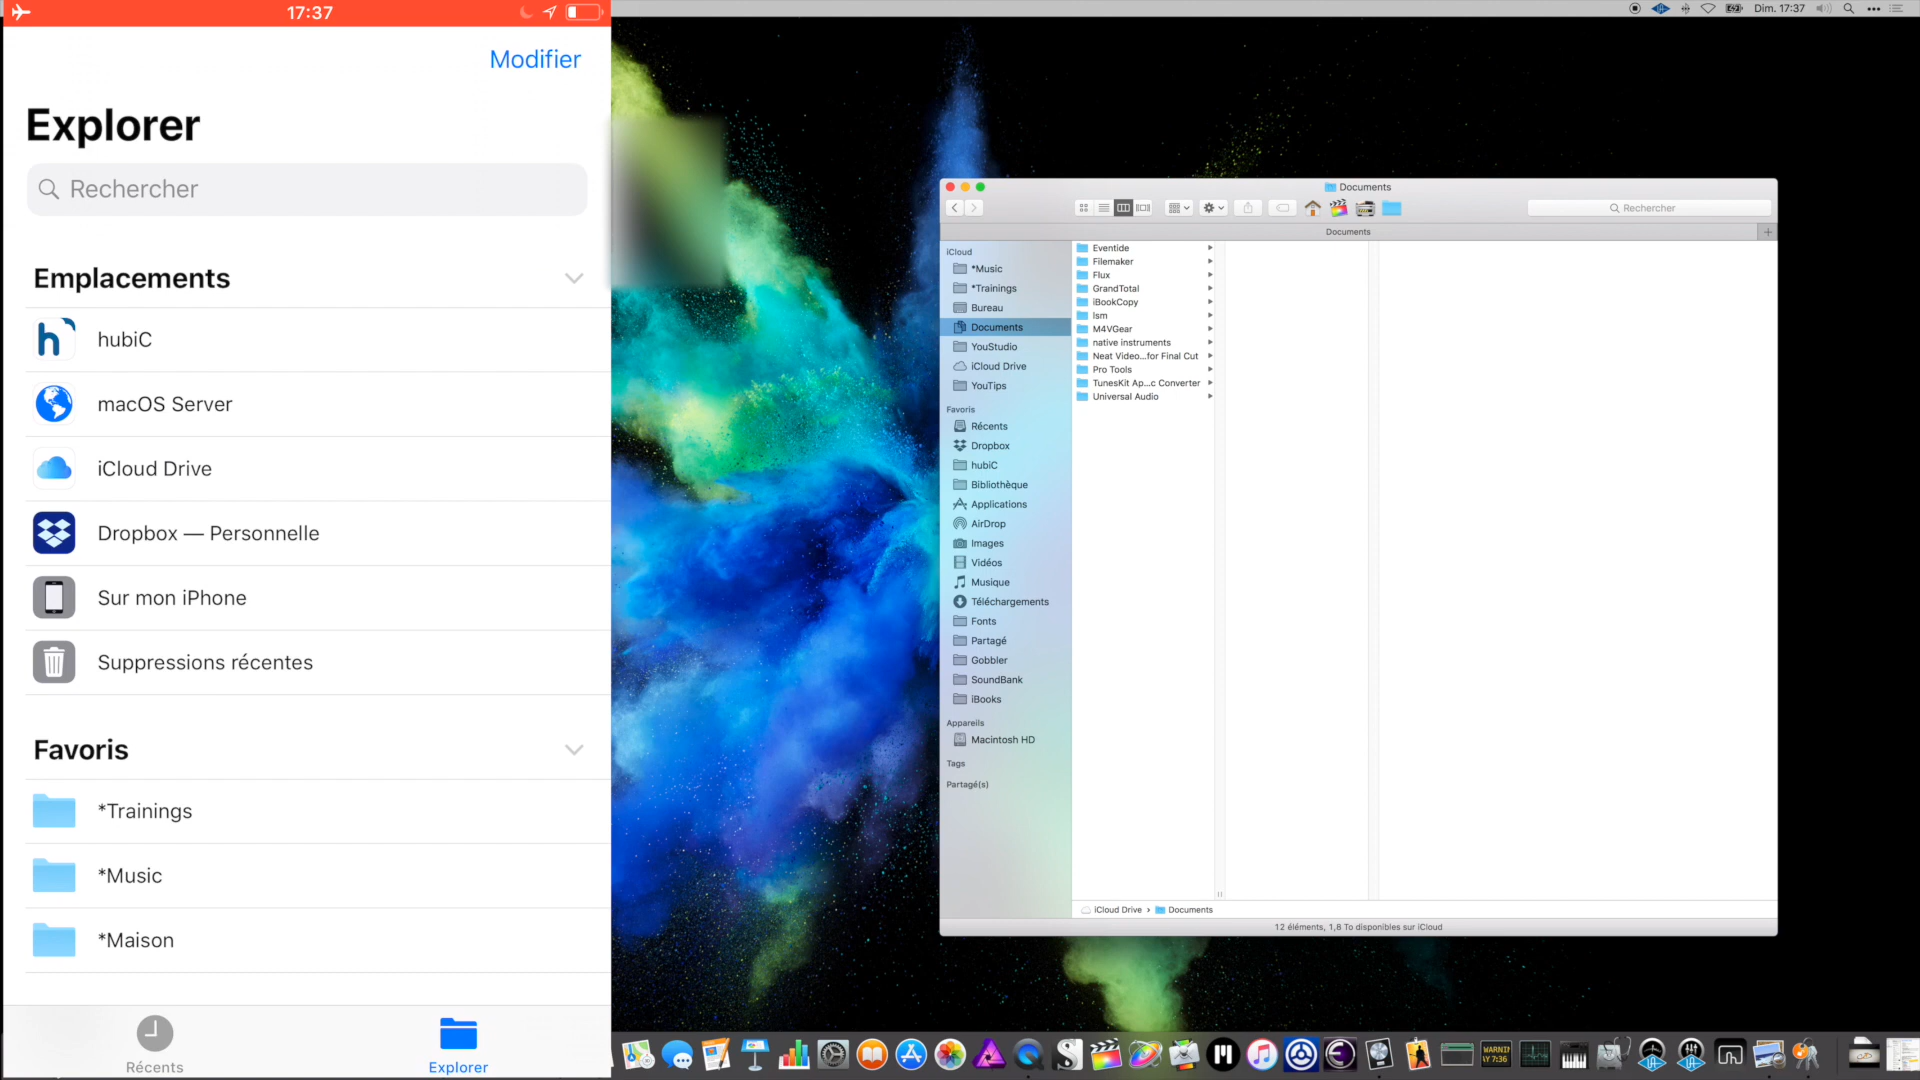 17:37
Modifier
Explorer
Rechercher
Emplacements
hubiC
macOS Server
iCloud Drive
Dropbox — Personnelle
Sur mon iPhone
Suppressions récentes
Favoris
*Trainings
*Music
*Maison
Récents
Explorer
Dim. 17:37
Documents
Rechercher
Documents
iCloud
*Music
*Trainings
Bureau
Documents
YouStudio
iCloud Drive
YouTips
Favoris
Récents
Dropbox
hubiC
Bibliothèque
Applications
AirDrop
Images
Vidéos
Musique
Téléchargements
Fonts
Partagé
Gobbler
SoundBank
iBooks
Appareils
Macintosh HD
Tags
Partagé(s)
Eventide
Filemaker
Flux
GrandTotal
iBookCopy
lsm
M4VGear
native instruments
Neat Video...for Final Cut
Pro Tools
TunesKit Ap...c Converter
Universal Audio
iCloud Drive › Documents
12 éléments, 1,8 To disponibles sur iCloud